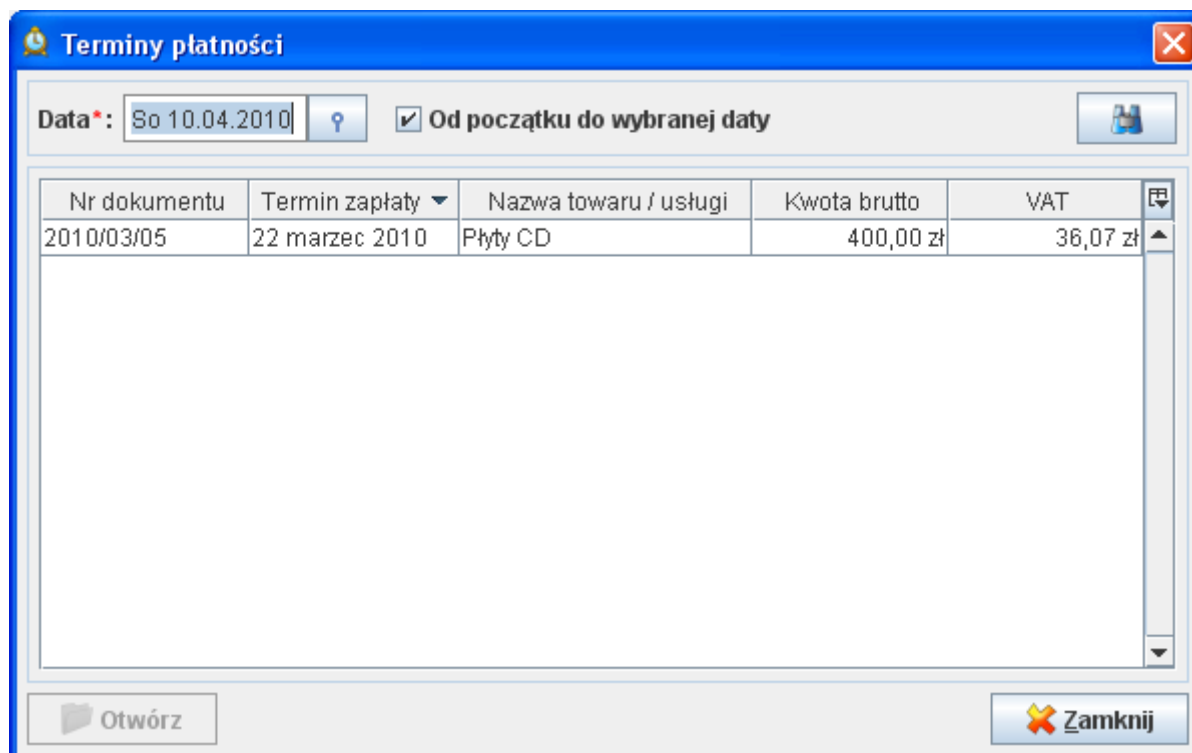 Terminy płatności
Data*: So 10.04.2010 Od początku do wybranej daty
Nr dokumentu Termin zapłaty Nazwa towaru / usługi Kwota brutto VAT
2010/03/05 22 marzec 2010 Płyty CD 400,00 zł 36,07 zł
Otwórz Zamknij